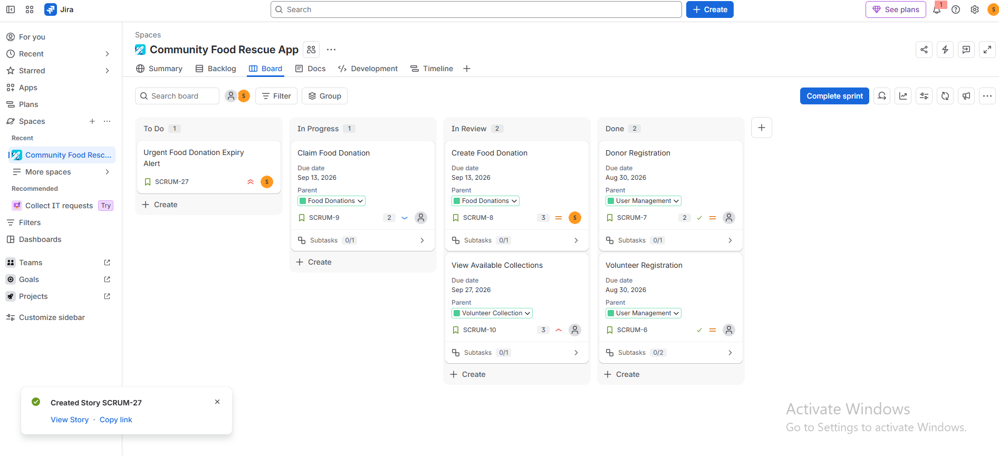 Jira
Search
Create
See plans
1
S
For you
Recent
Starred
Apps
Plans
Spaces
Recent
Community Food Resc...
More spaces
Recommended
Collect IT requests Try
Filters
Dashboards
Teams
Goals
Projects
Customize sidebar
Spaces
Community Food Rescue App
Summary
Backlog
Board
Docs
Development
Timeline
Search board
S
Filter
Group
Complete sprint
To Do 1
Urgent Food Donation Expiry
Alert
SCRUM-27
S
Create
In Progress 1
Claim Food Donation
Due date
Sep 13, 2026
Parent
Food Donations
SCRUM-9 2
Subtasks 0/1
Create
In Review 2
Create Food Donation
Due date
Sep 13, 2026
Parent
Food Donations
SCRUM-8 3 S
Subtasks 0/1
View Available Collections
Due date
Sep 27, 2026
Parent
Volunteer Collection
SCRUM-10 3
Subtasks 0/1
Create
Done 2
Donor Registration
Due date
Aug 30, 2026
Parent
User Management
SCRUM-7 2
Subtasks 0/1
Volunteer Registration
Due date
Aug 30, 2026
Parent
User Management
SCRUM-6
Subtasks 0/2
Create
Created Story SCRUM-27
View Story · Copy link
Activate Windows
Go to Settings to activate Windows.